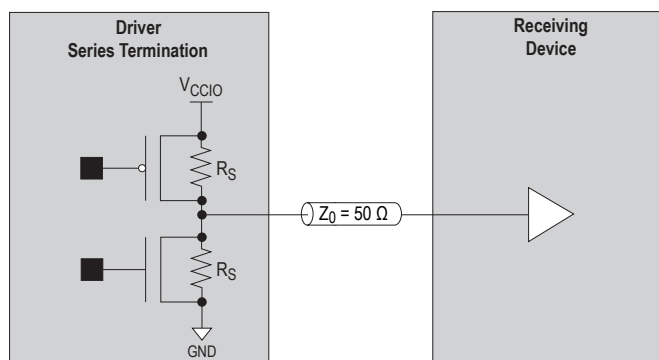 Driver
Series Termination
Receiving
Device
VCCIO
RS
Z0 = 50 Ω
RS
GND